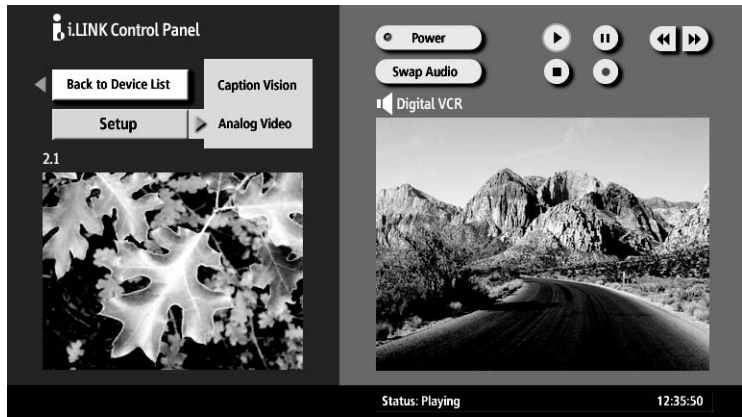 i.LINK Control Panel
Back to Device List
Caption Vision
Setup
Analog Video
2.1
Power
Swap Audio
Digital VCR
Status: Playing
12:35:50